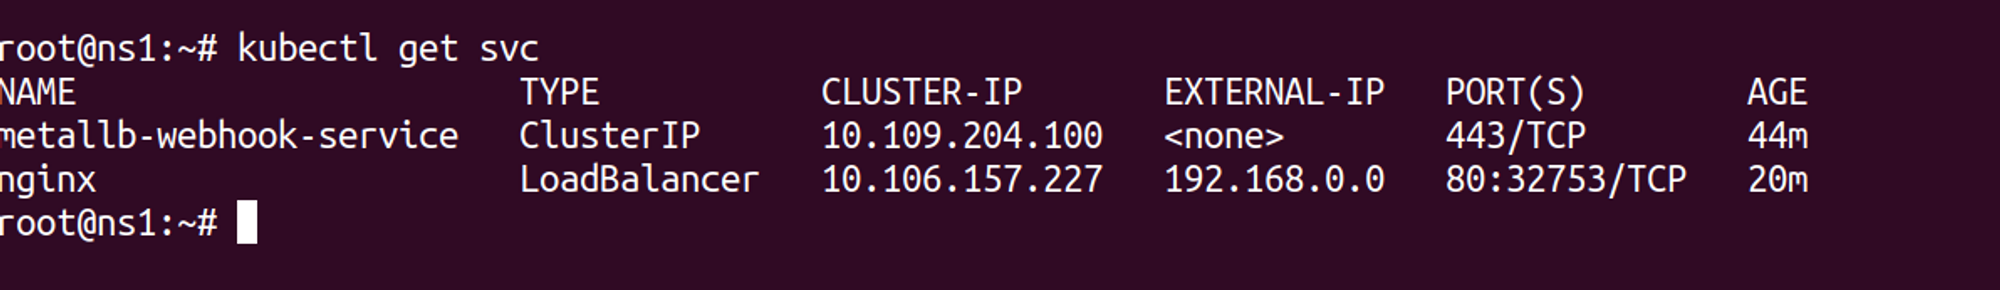 root@ns1:~# kubectl get svc
NAME TYPE CLUSTER-IP EXTERNAL-IP PORT(S) AGE
metallb-webhook-service ClusterIP 10.109.204.100 <none> 443/TCP 44m
nginx LoadBalancer 10.106.157.227 192.168.0.0 80:32753/TCP 20m
root@ns1:~#